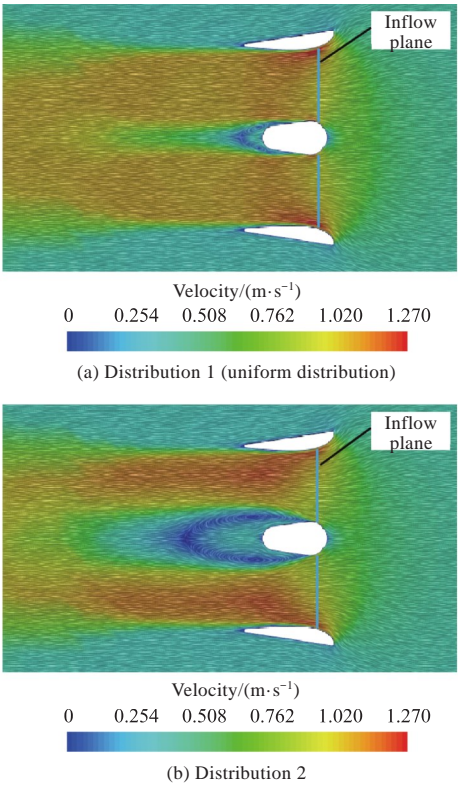 Inflow
plane
Velocity/(m·s⁻¹)
0 0.254 0.508 0.762 1.020 1.270
(a) Distribution 1 (uniform distribution)
Inflow
plane
Velocity/(m·s⁻¹)
0 0.254 0.508 0.762 1.020 1.270
(b) Distribution 2